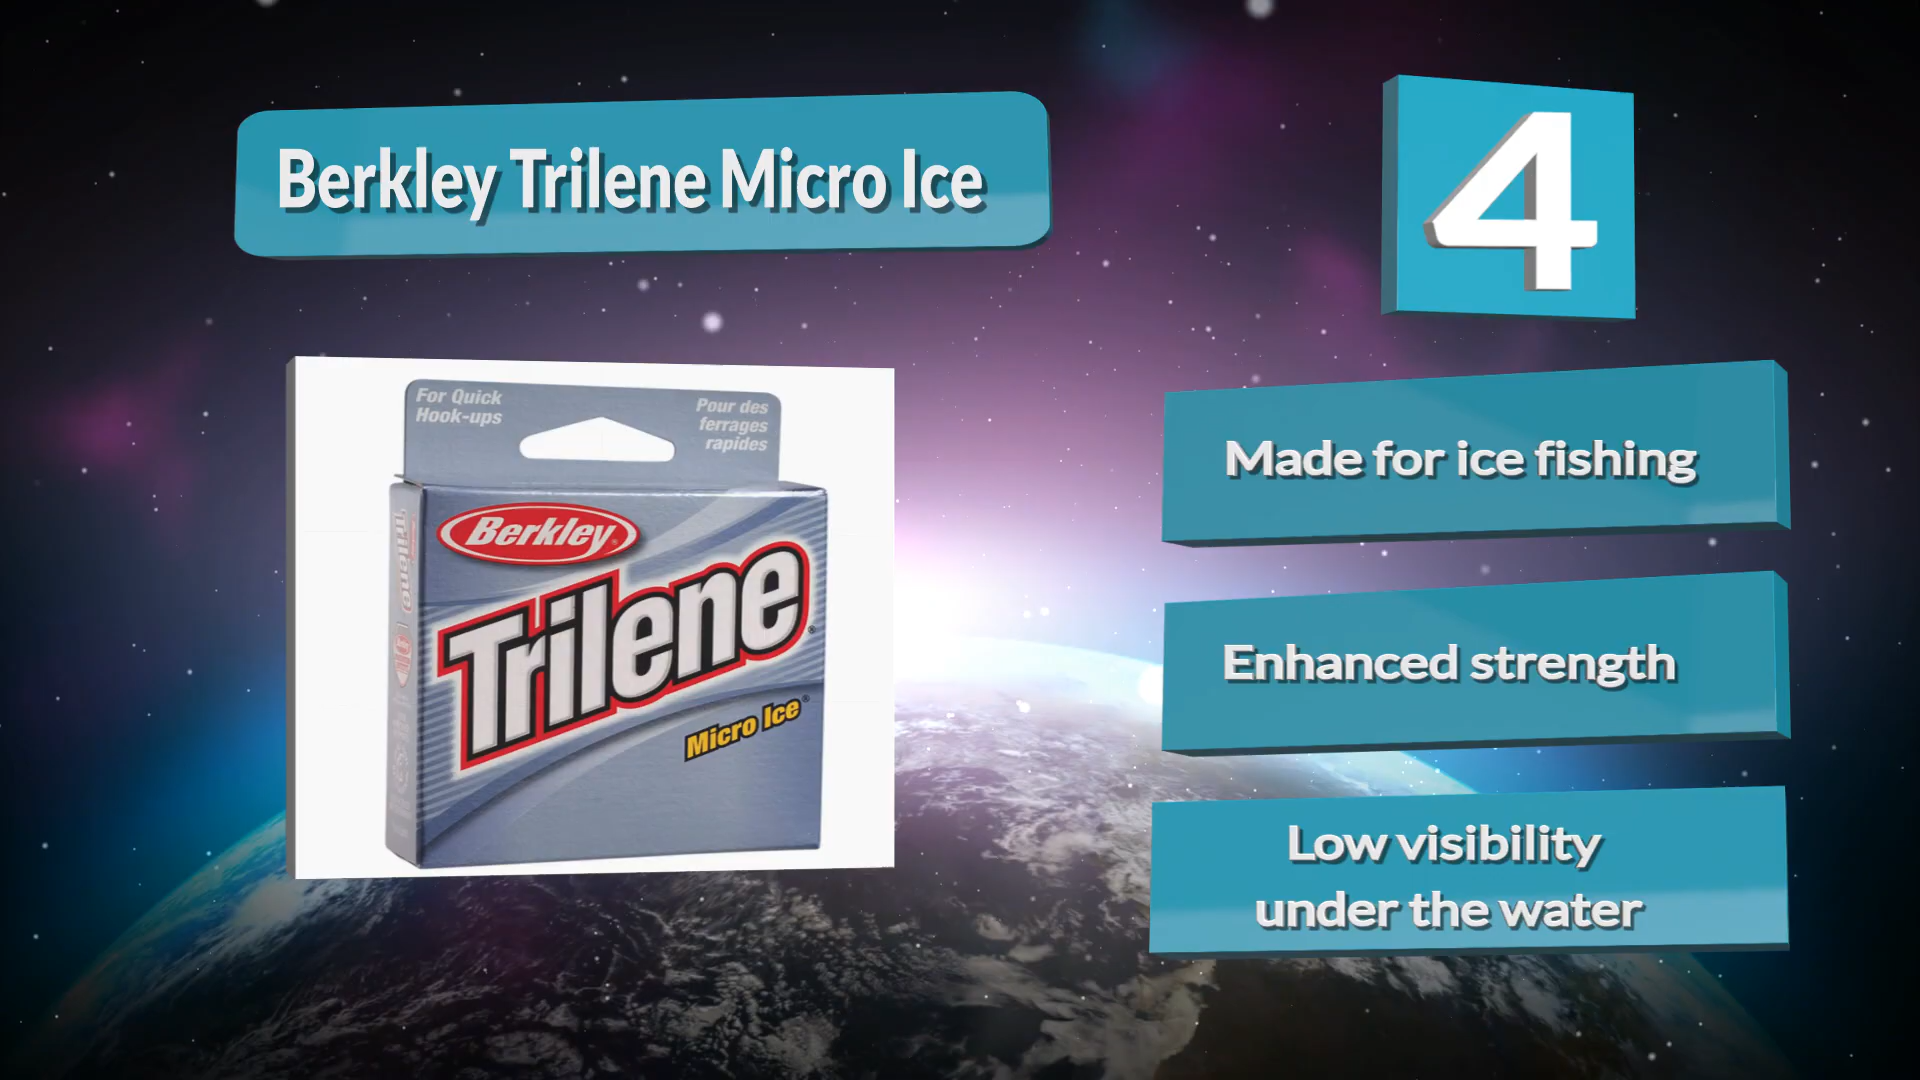 Berkley Trilene Micro Ice
4
For Quick
Hook-ups
Pour des
ferrages
rapides
Berkley
Trilene
Micro Ice
Trilene
Made for ice fishing
Enhanced strength
Low visibility
under the water